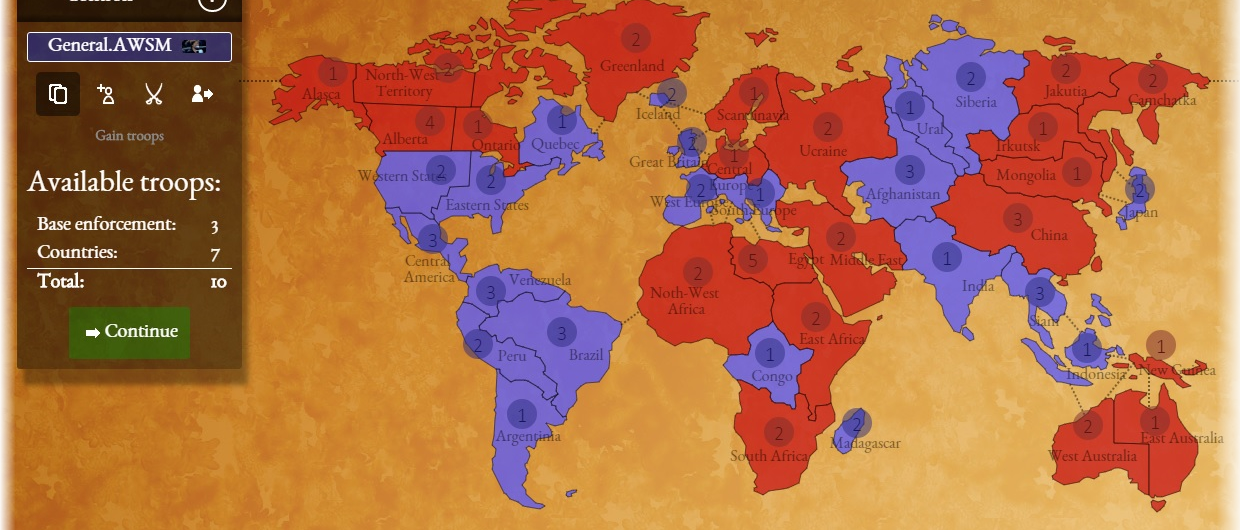 General.AWSM
Gain troops
Available troops:
Base enforcement: 3
Countries: 7
Total: 10
➡ Continue
1
Alasca
North-West 2
Territory
2
Greenland
4
Alberta
1
Ontario
1
Quebec
2
Iceland
1
Scandinavia
2
Ucraine
1
Ural
2
Siberia
2
Jakutia
2
Camchatka
1
Irkutsk
Mongolia 1
2
Japan
Western States 2
2
Eastern States
3
Central
America
2
Great Britain
1
Central
Europe
2
West Europe
1
South Europe
3
Afghanistan
3
China
2
Middle East
5
Egypt
2
Noth-West
Africa
2
East Africa
1
India
3
Siam
3
Venezuela
3
Brazil
2
Peru
1
Argentinia
1
Congo
2
South Africa
2
Madagascar
1
Indonesia
1
New Guinea
2
West Australia
1
East Australia